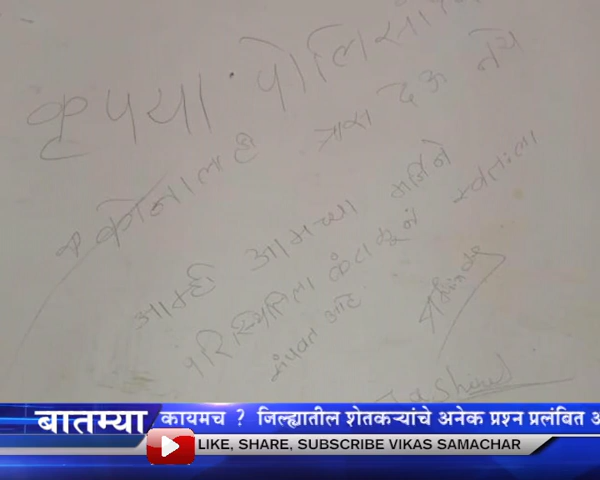 कृपया पोलिसांनी
कोनालाही त्रास देऊ नये
आम्ही आमच्या मर्जिने
परिस्थितिला कंटाळून स्वतःला
संपवत आहे.
बातम्या
कायमच ? जिल्ह्यातील शेतकऱ्यांचे अनेक प्रश्न प्रलंबित
LIKE, SHARE, SUBSCRIBE VIKAS SAMACHAR